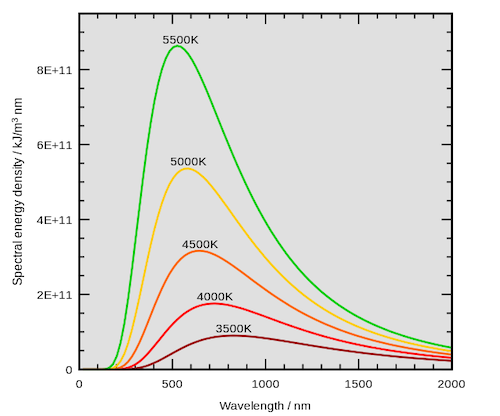 Spectral energy density / kJ/m³ nm
8E+11
6E+11
4E+11
2E+11
0
5500K
5000K
4500K
4000K
3500K
0 500 1000 1500 2000
Wavelength / nm